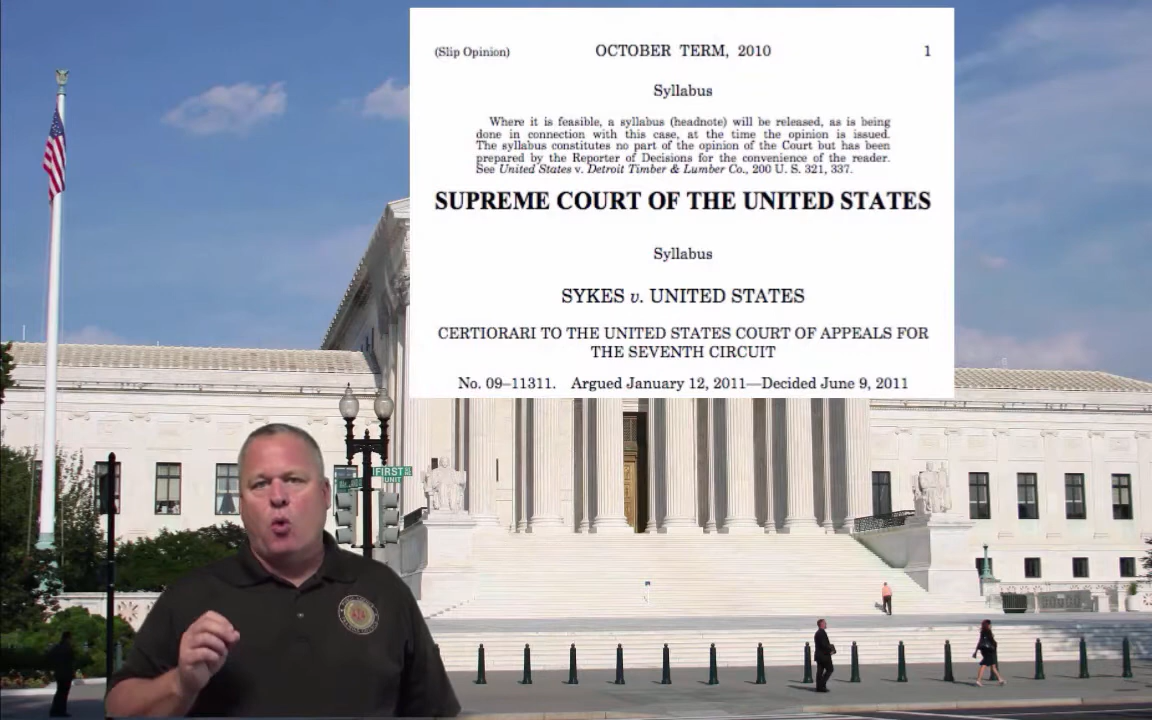 (Slip Opinion) OCTOBER TERM, 2010 1
Syllabus
Where it is feasible, a syllabus (headnote) will be released, as is being
done in connection with this case, at the time the opinion is issued.
The syllabus constitutes no part of the opinion of the Court but has been
prepared by the Reporter of Decisions for the convenience of the reader.
See United States v. Detroit Timber & Lumber Co., 200 U. S. 321, 337.
SUPREME COURT OF THE UNITED STATES
Syllabus
SYKES v. UNITED STATES
CERTIORARI TO THE UNITED STATES COURT OF APPEALS FOR
THE SEVENTH CIRCUIT
No. 09–11311. Argued January 12, 2011—Decided June 9, 2011
FIRST
UNIT